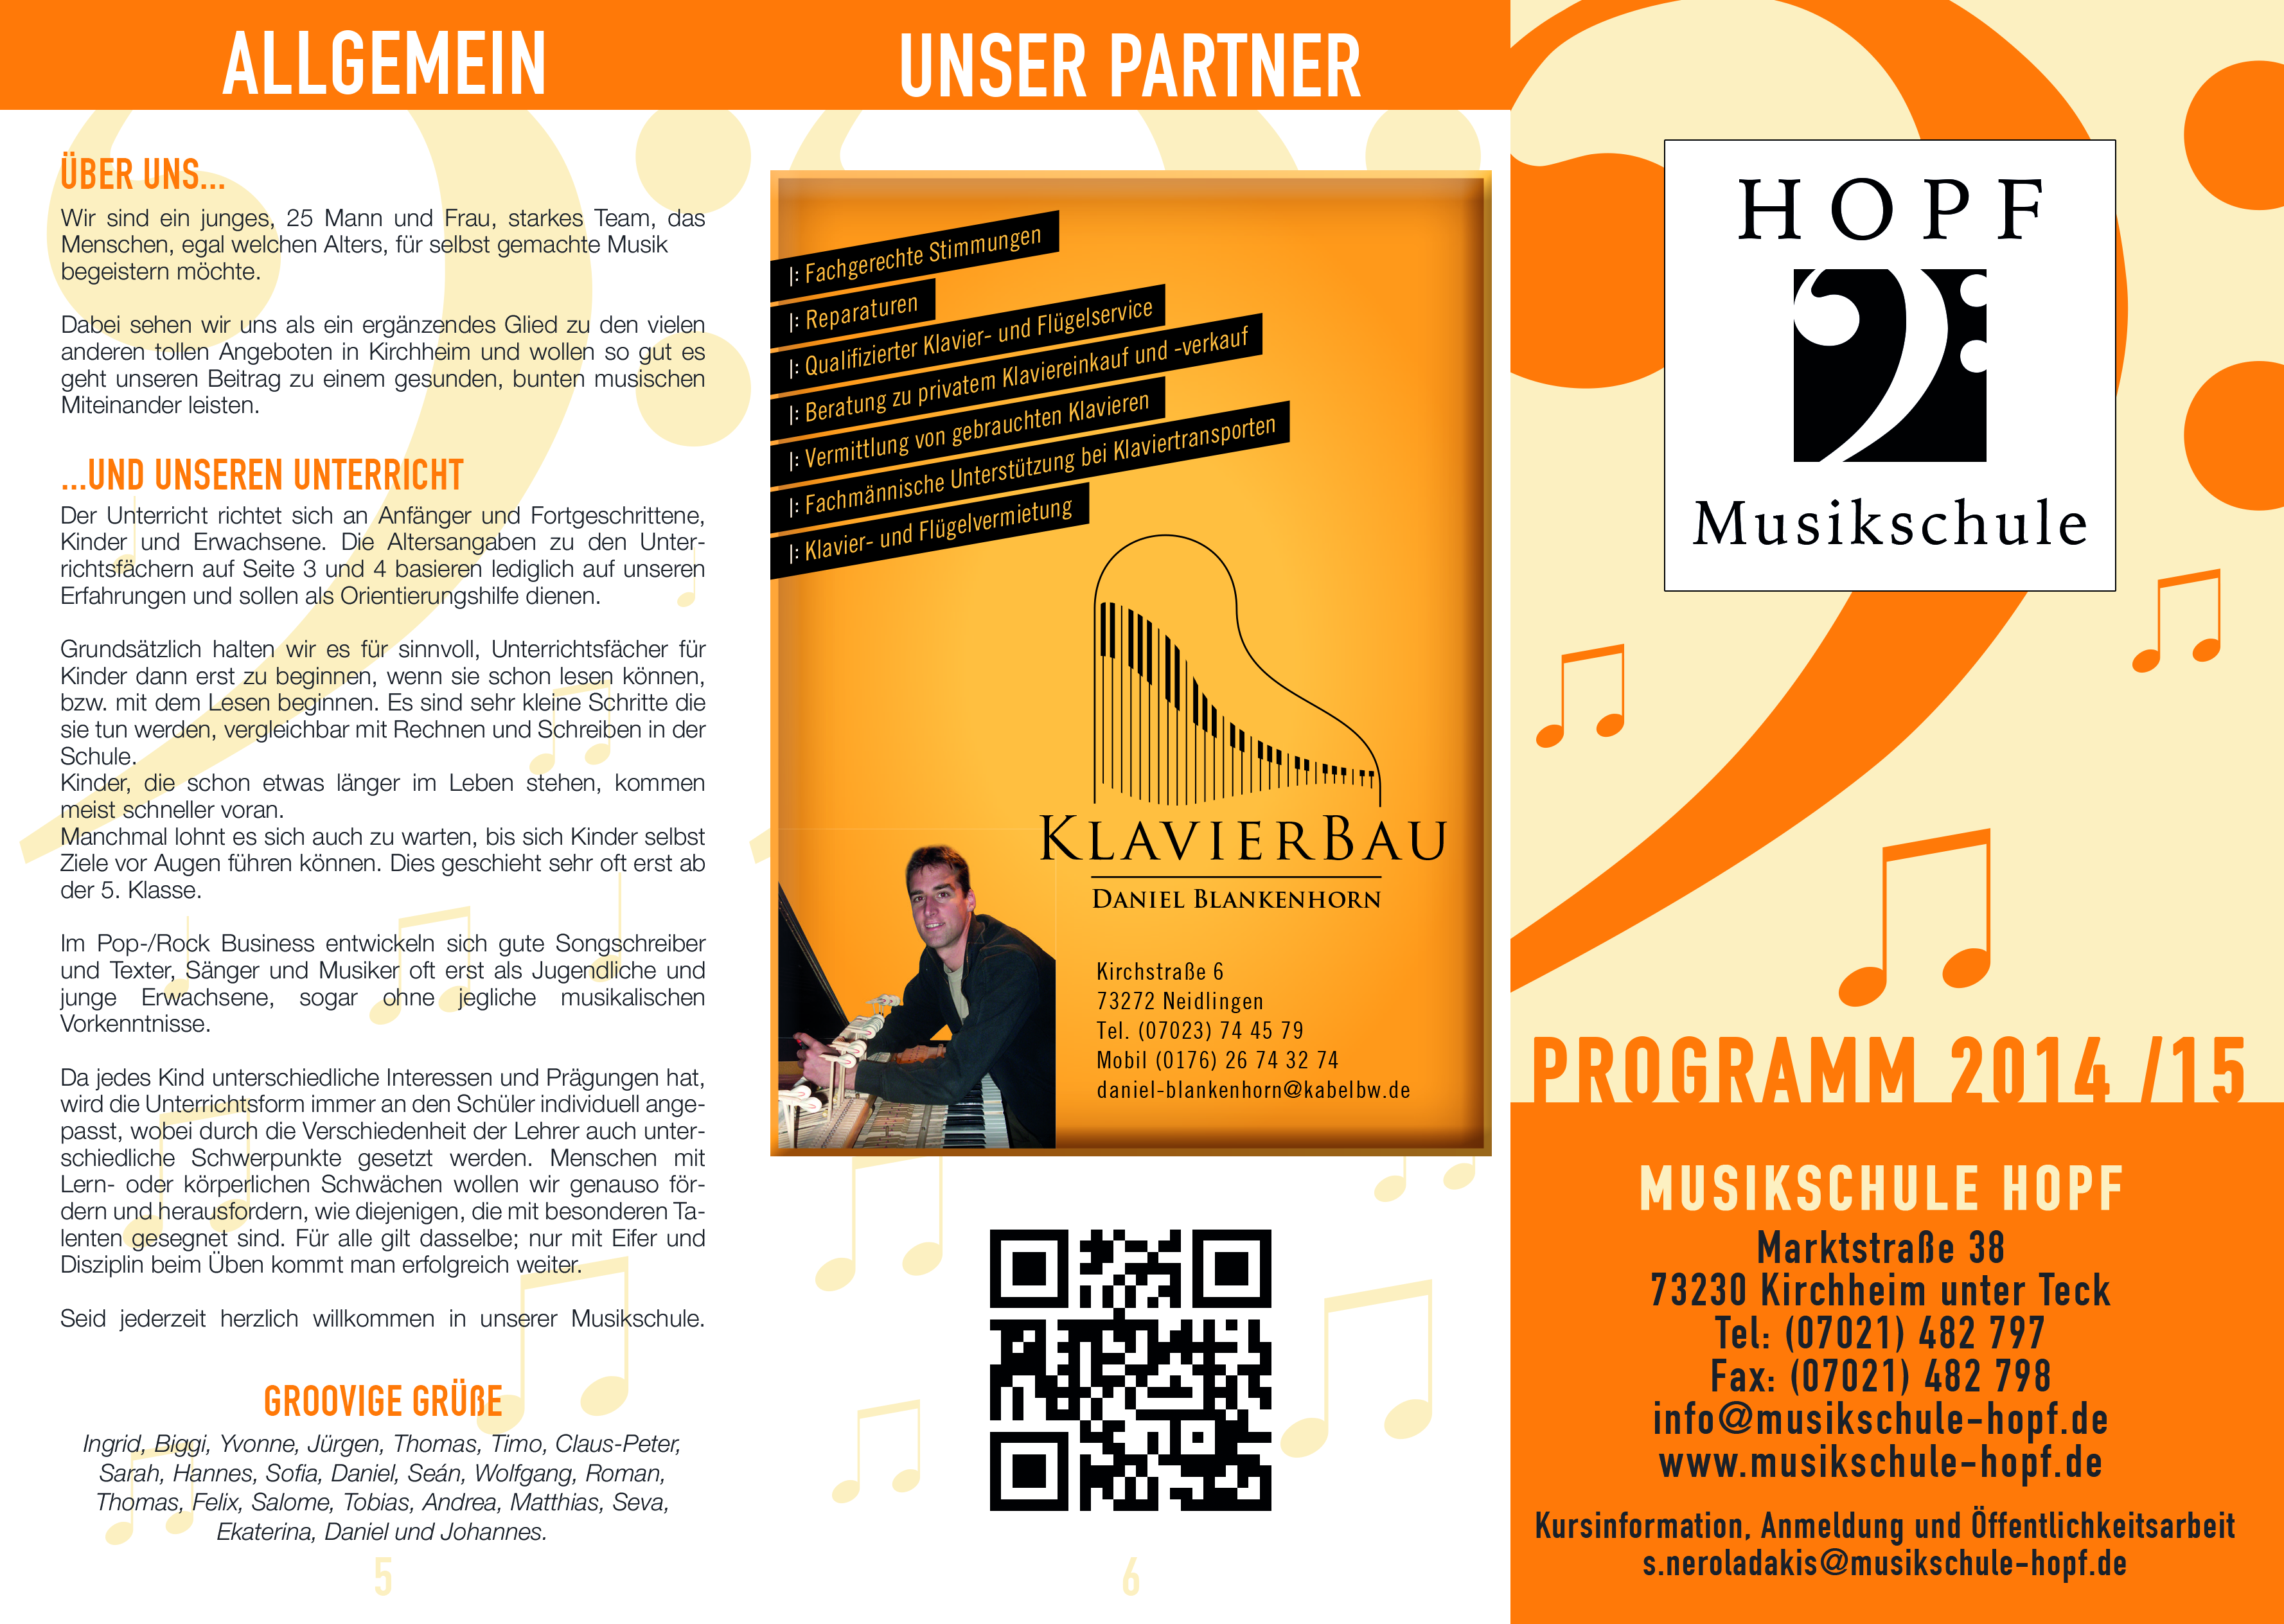 ALLGEMEIN
ÜBER UNS...
Wir sind ein junges, 25 Mann und Frau, starkes Team, das
Menschen, egal welchen Alters, für selbst gemachte Musik
begeistern möchte.
Dabei sehen wir uns als ein ergänzendes Glied zu den vielen
anderen tollen Angeboten in Kirchheim und wollen so gut es
geht unseren Beitrag zu einem gesunden, bunten musischen
Miteinander leisten.
...UND UNSEREN UNTERRICHT
Der Unterricht richtet sich an Anfänger und Fortgeschrittene,
Kinder und Erwachsene. Die Altersangaben zu den Unter-
richtsfächern auf Seite 3 und 4 basieren lediglich auf unseren
Erfahrungen und sollen als Orientierungshilfe dienen.
Grundsätzlich halten wir es für sinnvoll, Unterrichtsfächer für
Kinder dann erst zu beginnen, wenn sie schon lesen können,
bzw. mit dem Lesen beginnen. Es sind sehr kleine Schritte die
sie tun werden, vergleichbar mit Rechnen und Schreiben in der
Schule.
Kinder, die schon etwas länger im Leben stehen, kommen
meist schneller voran.
Manchmal lohnt es sich auch zu warten, bis sich Kinder selbst
Ziele vor Augen führen können. Dies geschieht sehr oft erst ab
der 5. Klasse.
Im Pop-/Rock Business entwickeln sich gute Songschreiber
und Texter, Sänger und Musiker oft erst als Jugendliche und
junge Erwachsene, sogar ohne jegliche musikalischen
Vorkenntnisse.
Da jedes Kind unterschiedliche Interessen und Prägungen hat,
wird die Unterrichtsform immer an den Schüler individuell ange-
passt, wobei durch die Verschiedenheit der Lehrer auch unter-
schiedliche Schwerpunkte gesetzt werden. Menschen mit
Lern- oder körperlichen Schwächen wollen wir genauso för-
dern und herausfordern, wie diejenigen, die mit besonderen Ta-
lenten gesegnet sind. Für alle gilt dasselbe; nur mit Eifer und
Disziplin beim Üben kommt man erfolgreich weiter.
Seid jederzeit herzlich willkommen in unserer Musikschule.
GROOVIGE GRÜßE
Ingrid, Biggi, Yvonne, Jürgen, Thomas, Timo, Claus-Peter,
Sarah, Hannes, Sofia, Daniel, Seán, Wolfgang, Roman,
Thomas, Felix, Salome, Tobias, Andrea, Matthias, Seva,
Ekaterina, Daniel und Johannes.
5
UNSER PARTNER
|: Fachgerechte Stimmungen
|: Reparaturen
|: Qualifizierter Klavier- und Flügelservice
|: Beratung zu privatem Klaviereinkauf und -verkauf
|: Vermittlung von gebrauchten Klavieren
|: Fachmännische Unterstützung bei Klaviertransporten
|: Klavier- und Flügelvermietung
KLAVIERBAU
DANIEL BLANKENHORN
Kirchstraße 6
73272 Neidlingen
Tel. (07023) 74 45 79
Mobil (0176) 26 74 32 74
daniel-blankenhorn@kabelbw.de
6
HOPF
Musikschule
PROGRAMM 2014 /15
MUSIKSCHULE HOPF
Marktstraße 38
73230 Kirchheim unter Teck
Tel: (07021) 482 797
Fax: (07021) 482 798
info@musikschule-hopf.de
www.musikschule-hopf.de
Kursinformation, Anmeldung und Öffentlichkeitsarbeit
s.neroladakis@musikschule-hopf.de